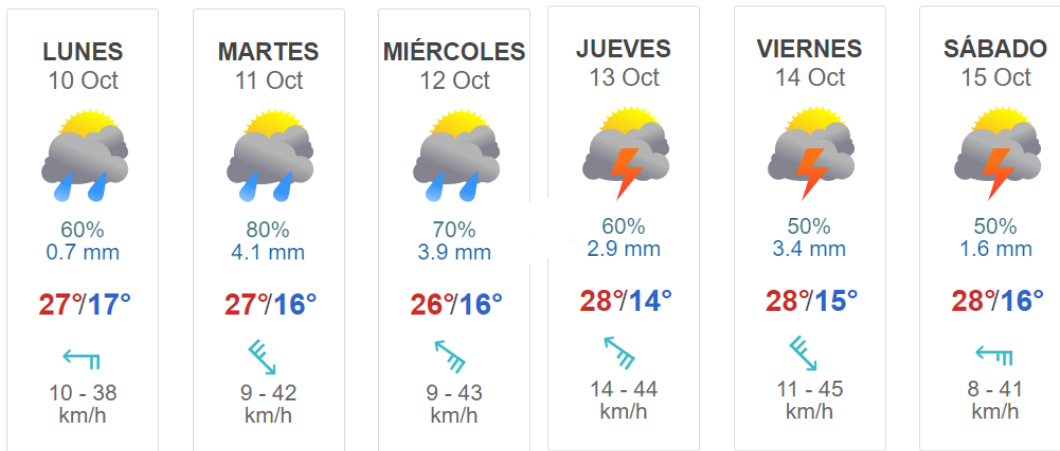 LUNES
10 Oct
60%
0.7 mm
27°/17°
10 - 38
km/h
MARTES
11 Oct
80%
4.1 mm
27°/16°
9 - 42
km/h
MIÉRCOLES
12 Oct
70%
3.9 mm
26°/16°
9 - 43
km/h
JUEVES
13 Oct
60%
2.9 mm
28°/14°
14 - 44
km/h
VIERNES
14 Oct
50%
3.4 mm
28°/15°
11 - 45
km/h
SÁBADO
15 Oct
50%
1.6 mm
28°/16°
8 - 41
km/h